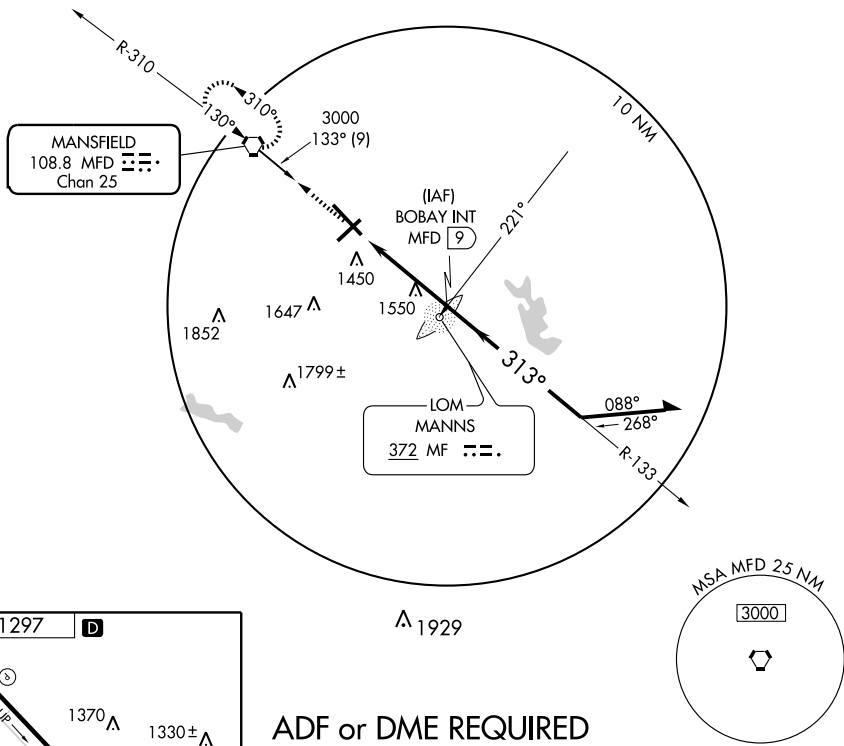 R-310
310°
130°
3000
133° (9)
10 NM
MANSFIELD
108.8 MFD
Chan 25
(IAF)
BOBAY INT
MFD 9
221°
1450
1550
1647
1852
1799±
313°
LOM
MANNS
372 MF
088°
268°
R-133
MSA MFD 25 NM
3000
1929
1297 D
UP
1370
1330±
ADF or DME REQUIRED